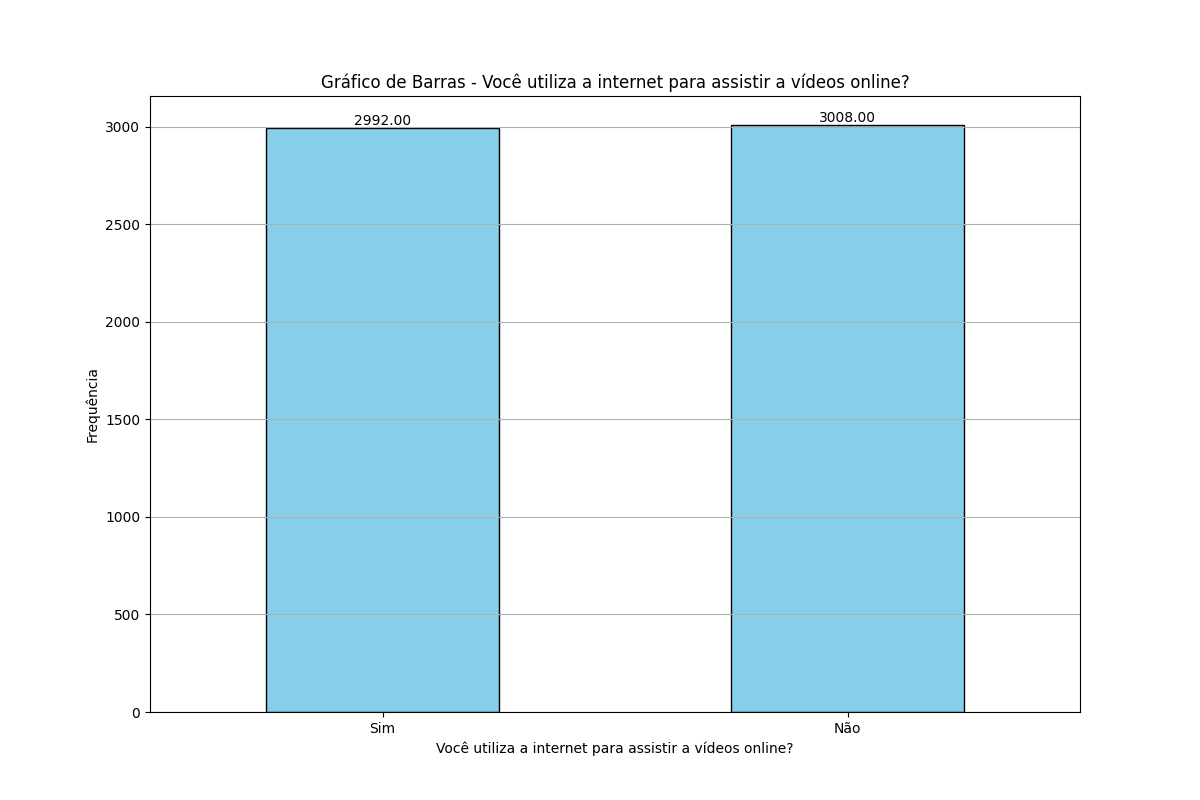 Gráfico de Barras - Você utiliza a internet para assistir a vídeos online?
2992.00
3008.00
3000
2500
2000
1500
1000
500
0
Frequência
Sim
Não
Você utiliza a internet para assistir a vídeos online?